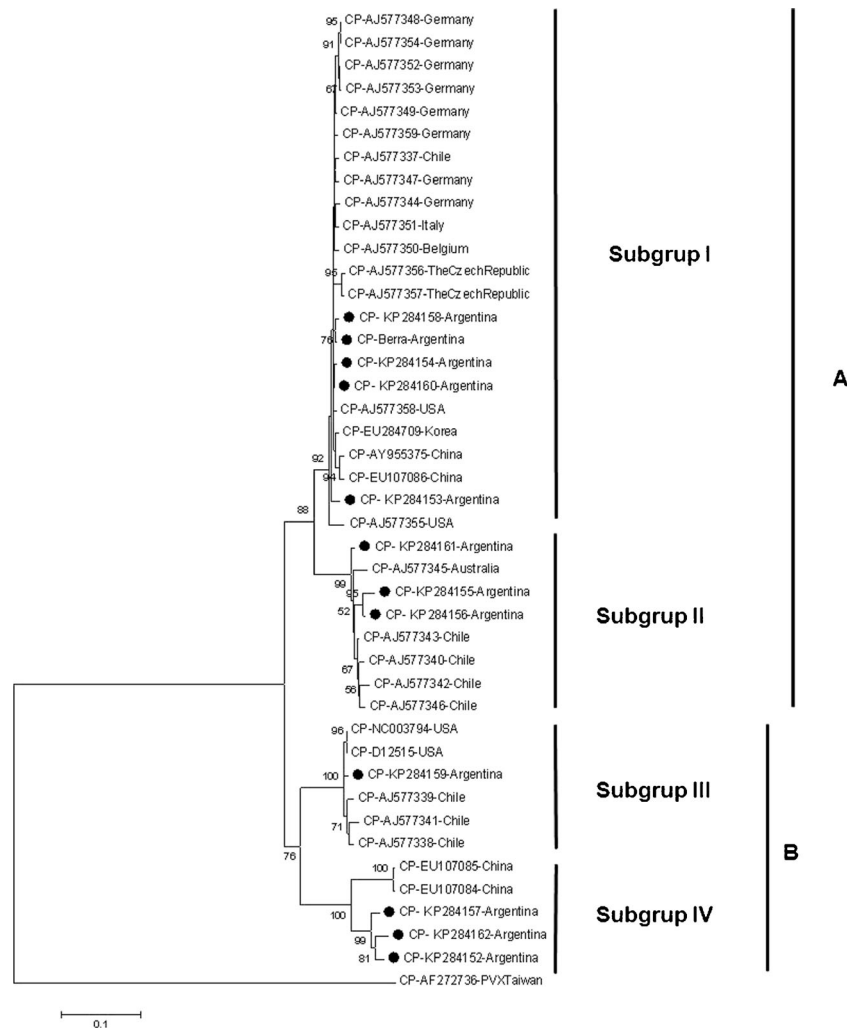 95
CP-AJ577348-Germany
91
CP-AJ577354-Germany
CP-AJ577352-Germany
67
CP-AJ577353-Germany
CP-AJ577349-Germany
CP-AJ577359-Germany
CP-AJ577337-Chile
CP-AJ577347-Germany
CP-AJ577344-Germany
CP-AJ577351-Italy
CP-AJ577350-Belgium
Subgrup I
95
CP-AJ577356-TheCzechRepublic
CP-AJ577357-TheCzechRepublic
CP- KP284158-Argentina
76
CP-Berra-Argentina
CP-KP284154-Argentina
A
CP- KP284160-Argentina
CP-AJ577358-USA
CP-EU284709-Korea
92
CP-AY955375-China
94
CP-EU107086-China
CP- KP284153-Argentina
88
CP-AJ577355-USA
CP- KP284161-Argentina
CP-AJ577345-Australia
99
95
CP-KP284155-Argentina
52
CP- KP284156-Argentina
Subgrup II
CP-AJ577343-Chile
CP-AJ577340-Chile
67
CP-AJ577342-Chile
56
CP-AJ577346-Chile
96
CP-NC003794-USA
CP-D12515-USA
100
CP-KP284159-Argentina
Subgrup III
CP-AJ577339-Chile
71
CP-AJ577341-Chile
CP-AJ577338-Chile
76
B
100
CP-EU107085-China
CP-EU107084-China
100
CP- KP284157-Argentina
Subgrup IV
99
CP- KP284162-Argentina
81
CP-KP284152-Argentina
CP-AF272736-PVXTaiwan
0.1